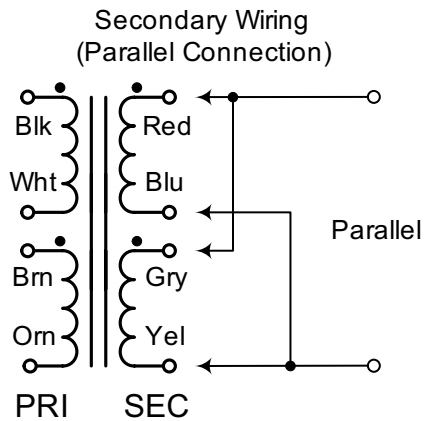 Secondary Wiring
(Parallel Connection)
Blk
Red
Wht
Blu
Parallel
Brn
Gry
Orn
Yel
PRI
SEC